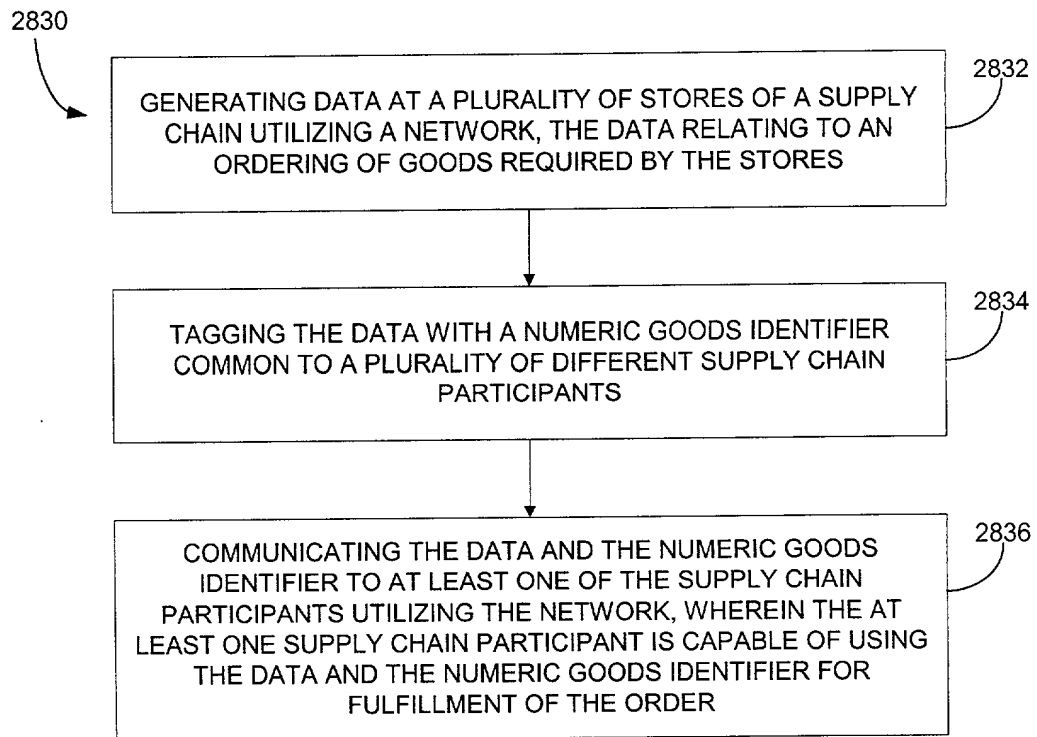 2830
2832
GENERATING DATA AT A PLURALITY OF STORES OF A SUPPLY
CHAIN UTILIZING A NETWORK, THE DATA RELATING TO AN
ORDERING OF GOODS REQUIRED BY THE STORES
2834
TAGGING THE DATA WITH A NUMERIC GOODS IDENTIFIER
COMMON TO A PLURALITY OF DIFFERENT SUPPLY CHAIN
PARTICIPANTS
2836
COMMUNICATING THE DATA AND THE NUMERIC GOODS
IDENTIFIER TO AT LEAST ONE OF THE SUPPLY CHAIN
PARTICIPANTS UTILIZING THE NETWORK, WHEREIN THE AT
LEAST ONE SUPPLY CHAIN PARTICIPANT IS CAPABLE OF USING
THE DATA AND THE NUMERIC GOODS IDENTIFIER FOR
FULFILLMENT OF THE ORDER